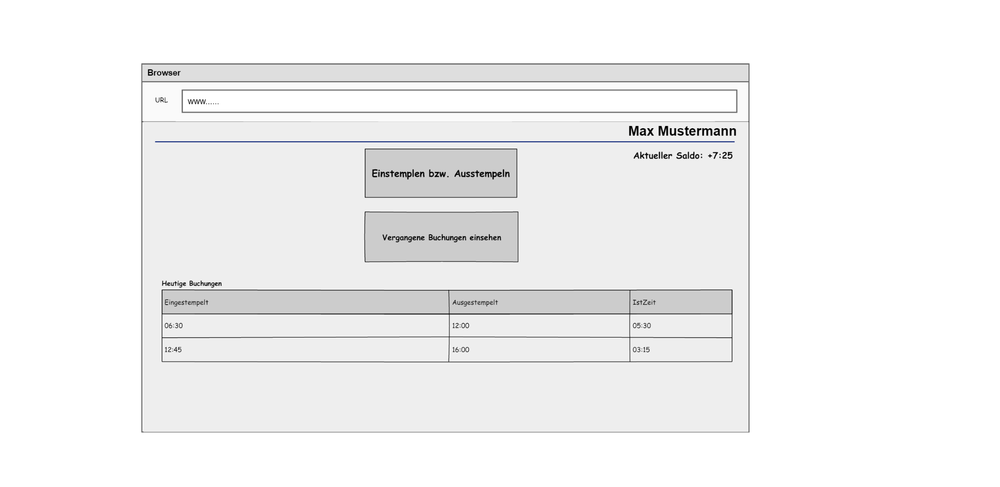 Browser
URL
www......
Max Mustermann
Aktueller Saldo: +7:25
Einstemplen bzw. Ausstempeln
Vergangene Buchungen einsehen
Heutige Buchungen
Eingestempelt Ausgestempelt IstZeit
06:30 12:00 05:30
12:45 16:00 03:15